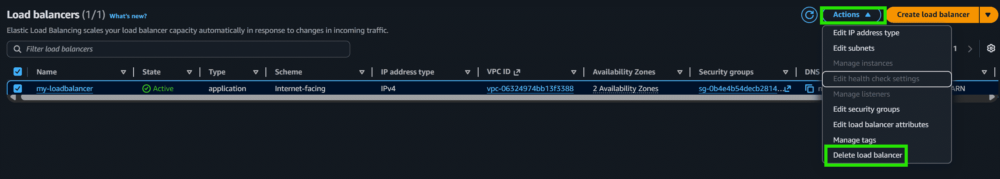 Load balancers (1/1) What's new?
Actions
Create load balancer
Elastic Load Balancing scales your load balancer capacity automatically in response to changes in incoming traffic.
Filter load balancers
1
Name State Type Scheme IP address type VPC ID Availability Zones Security groups DNS
my-loadbalancer Active application Internet-facing IPv4 vpc-06324974bb13f3388 2 Availability Zones sg-0b4e4b54decb2814... ARN
Edit IP address type
Edit subnets
Manage instances
Edit health check settings
Manage listeners
Edit security groups
Edit load balancer attributes
Manage tags
Delete load balancer